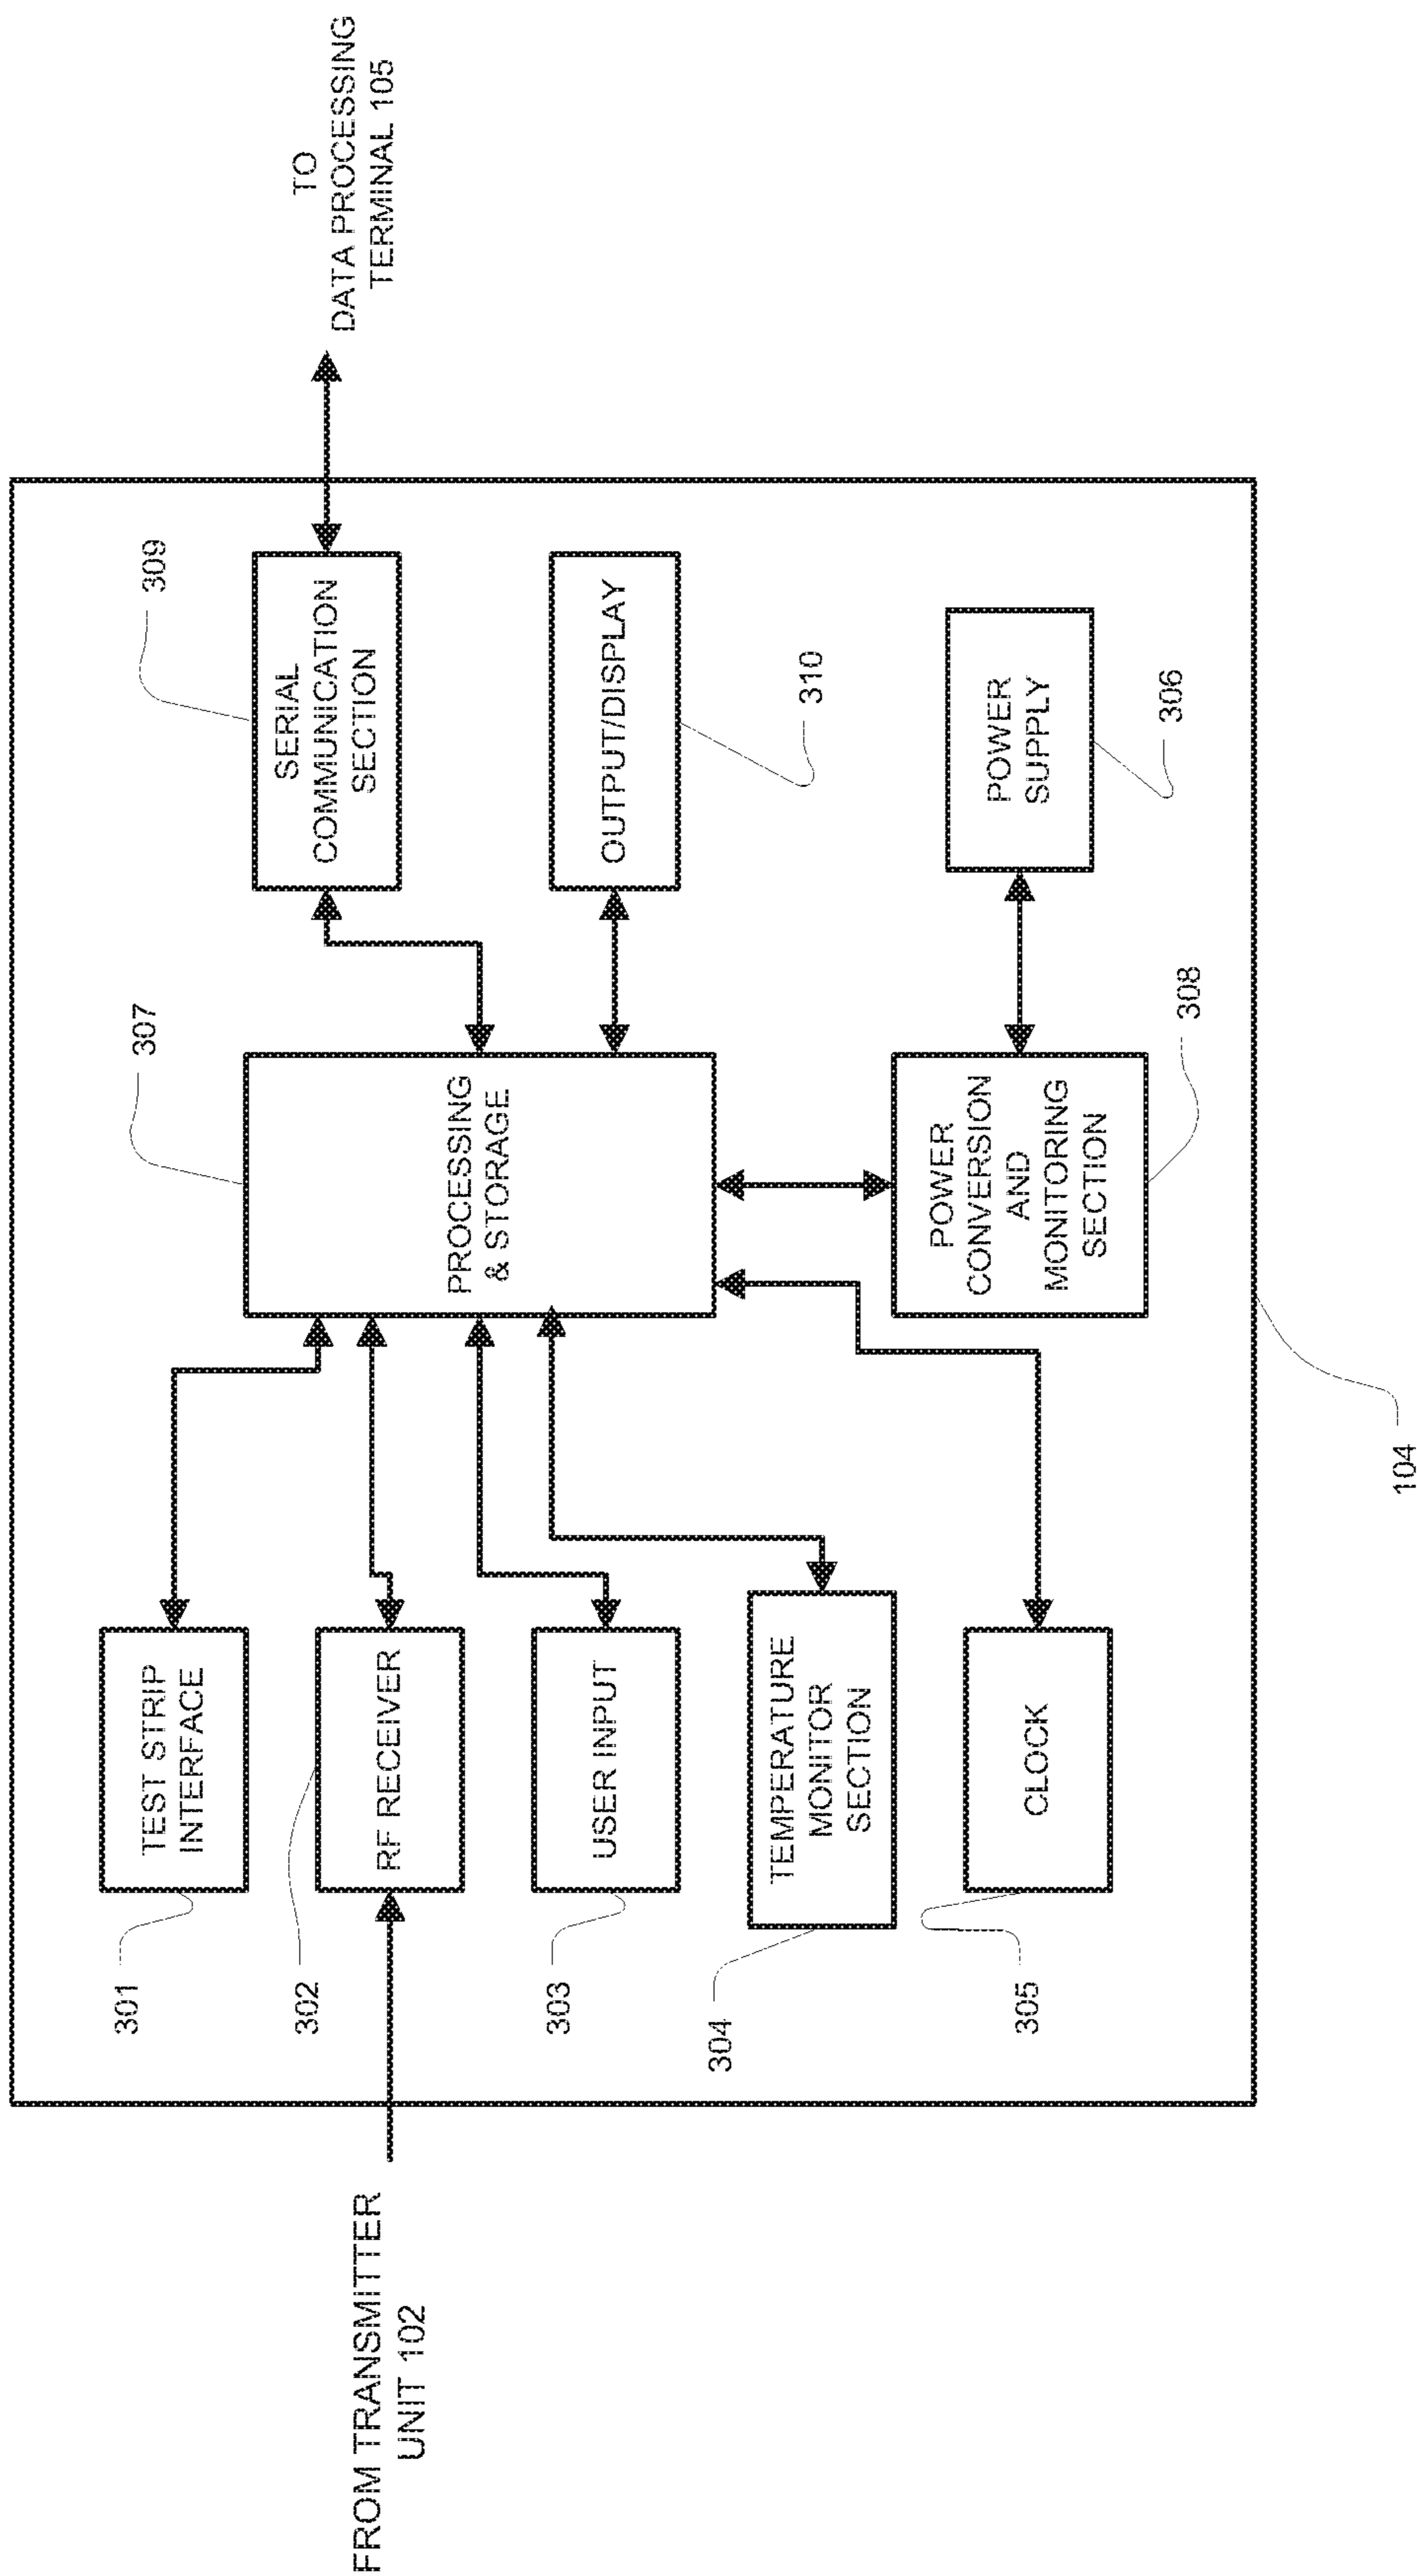 FROM TRANSMITTER
UNIT 102
301
TEST STRIP
INTERFACE
302
RF RECEIVER
303
USER INPUT
304
TEMPERATURE
MONITOR
SECTION
305
CLOCK
307
PROCESSING
& STORAGE
POWER
CONVERSION
AND
MONITORING
SECTION
308
309
SERIAL
COMMUNICATION
SECTION
OUTPUT/DISPLAY
310
POWER
SUPPLY
306
TO
DATA PROCESSING
TERMINAL 105
104